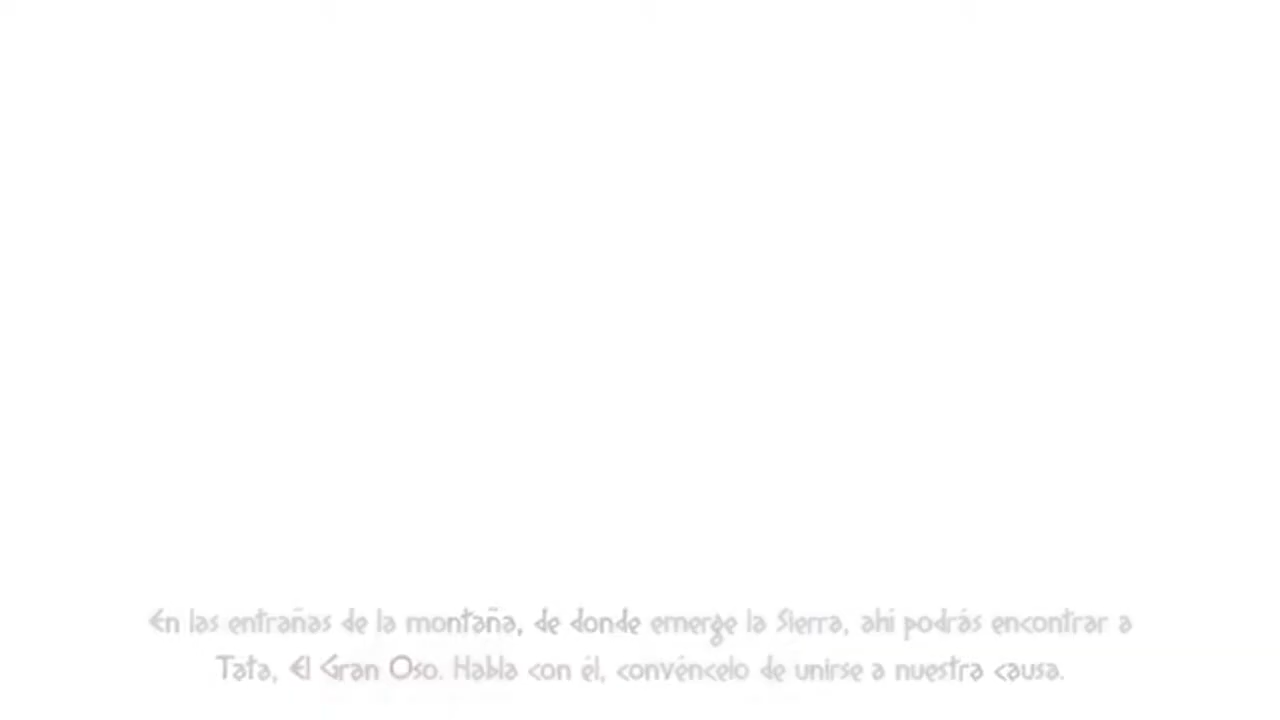 En las entrañas de la montaña, de donde emerge la Sierra, ahí podrás encontrar a
Tata, El Gran Oso. Habla con él, convéncelo de unirse a nuestra causa.